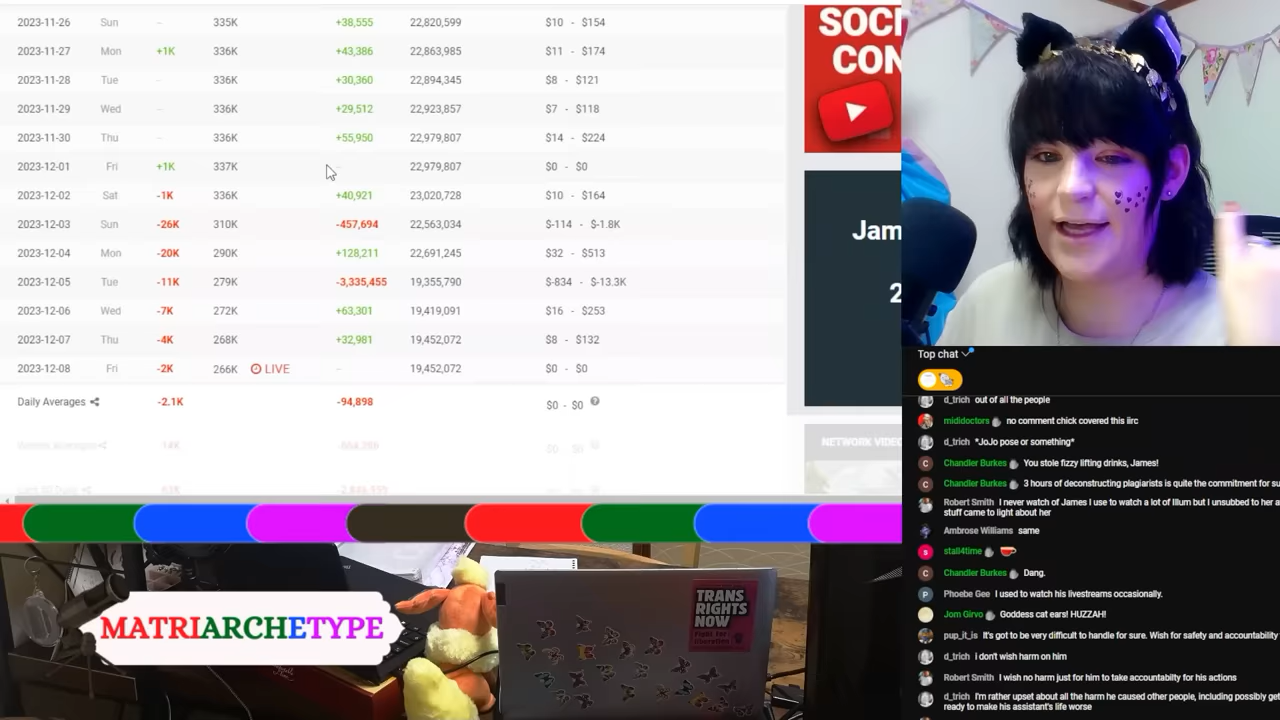 2023-11-26 Sun – 335K +38,555 22,820,599 $10 - $154
2023-11-27 Mon +1K 336K +43,386 22,863,985 $11 - $174
2023-11-28 Tue – 336K +30,360 22,894,345 $8 - $121
2023-11-29 Wed – 336K +29,512 22,923,857 $7 - $118
2023-11-30 Thu – 336K +55,950 22,979,807 $14 - $224
2023-12-01 Fri +1K 337K – 22,979,807 $0 - $0
2023-12-02 Sat -1K 336K +40,921 23,020,728 $10 - $164
2023-12-03 Sun -26K 310K -457,694 22,563,034 $-114 - $-1.8K
2023-12-04 Mon -20K 290K +128,211 22,691,245 $32 - $513
2023-12-05 Tue -11K 279K -3,335,455 19,355,790 $-834 - $-13.3K
2023-12-06 Wed -7K 272K +63,301 19,419,091 $16 - $253
2023-12-07 Thu -4K 268K +32,981 19,452,072 $8 - $132
2023-12-08 Fri -2K 266K LIVE – 19,452,072 $0 - $0
Daily Averages -2.1K -94,898 $0 - $0
SOCI
CON
Jam
2
NETWORK VIDEO
MATRIARCHETYPE
TRANS
RIGHTS
NOW
Top chat
d_trich out of all the people
mididoctors no comment chick covered this iirc
d_trich *JoJo pose or something*
Chandler Burkes You stole fizzy lifting drinks, James!
Chandler Burkes 3 hours of deconstructing plagiarists is quite the commitment for su
Robert Smith I never watch of James I use to watch a lot of Illum but I unsubbed to her a
stuff came to light about her
Ambrose Williams same
stall4time
Chandler Burkes Dang.
Phoebe Gee I used to watch his livestreams occasionally.
Jom Girvo Goddess cat ears! HUZZAH!
pup_it_is It's got to be very difficult to handle for sure. Wish for safety and accountability
d_trich i don't wish harm on him
Robert Smith I wish no harm just for him to take accountabilty for his actions
d_trich I'm rather upset about all the harm he caused other people, including possibly get
ready to make his assistant's life worse